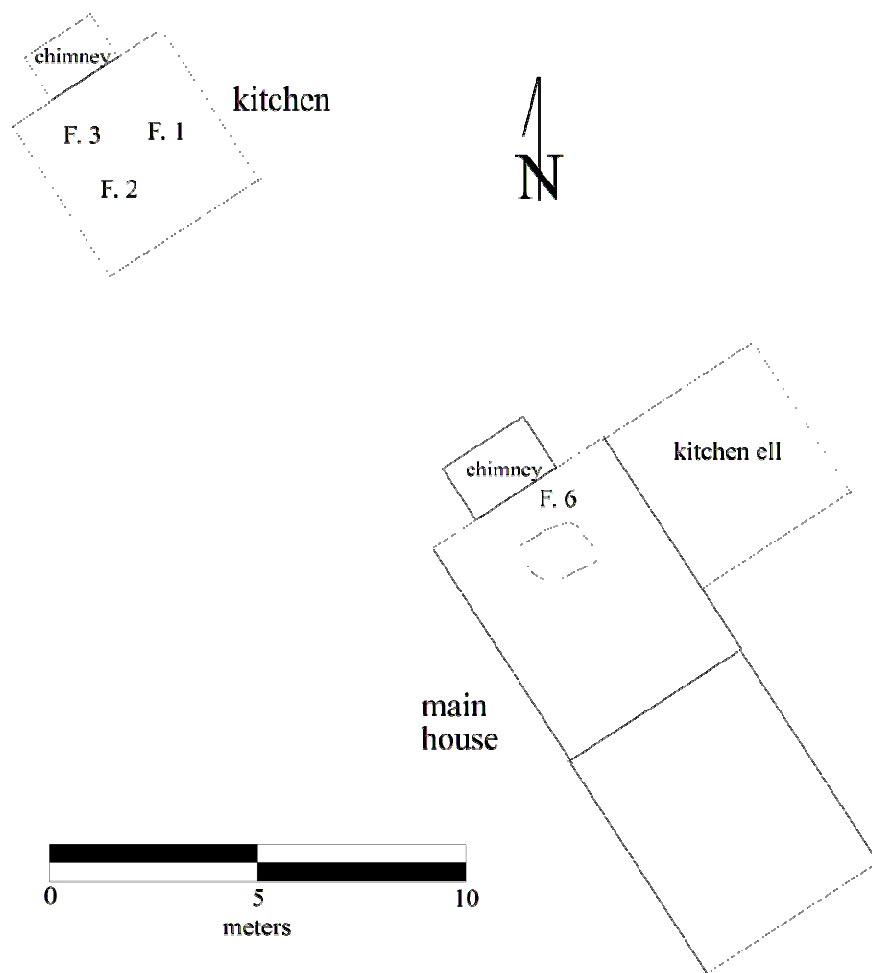 chimney
kitchen
F. 3
F. 1
F. 2
N
kitchen ell
chimney
F. 6
main
house
0
5
10
meters